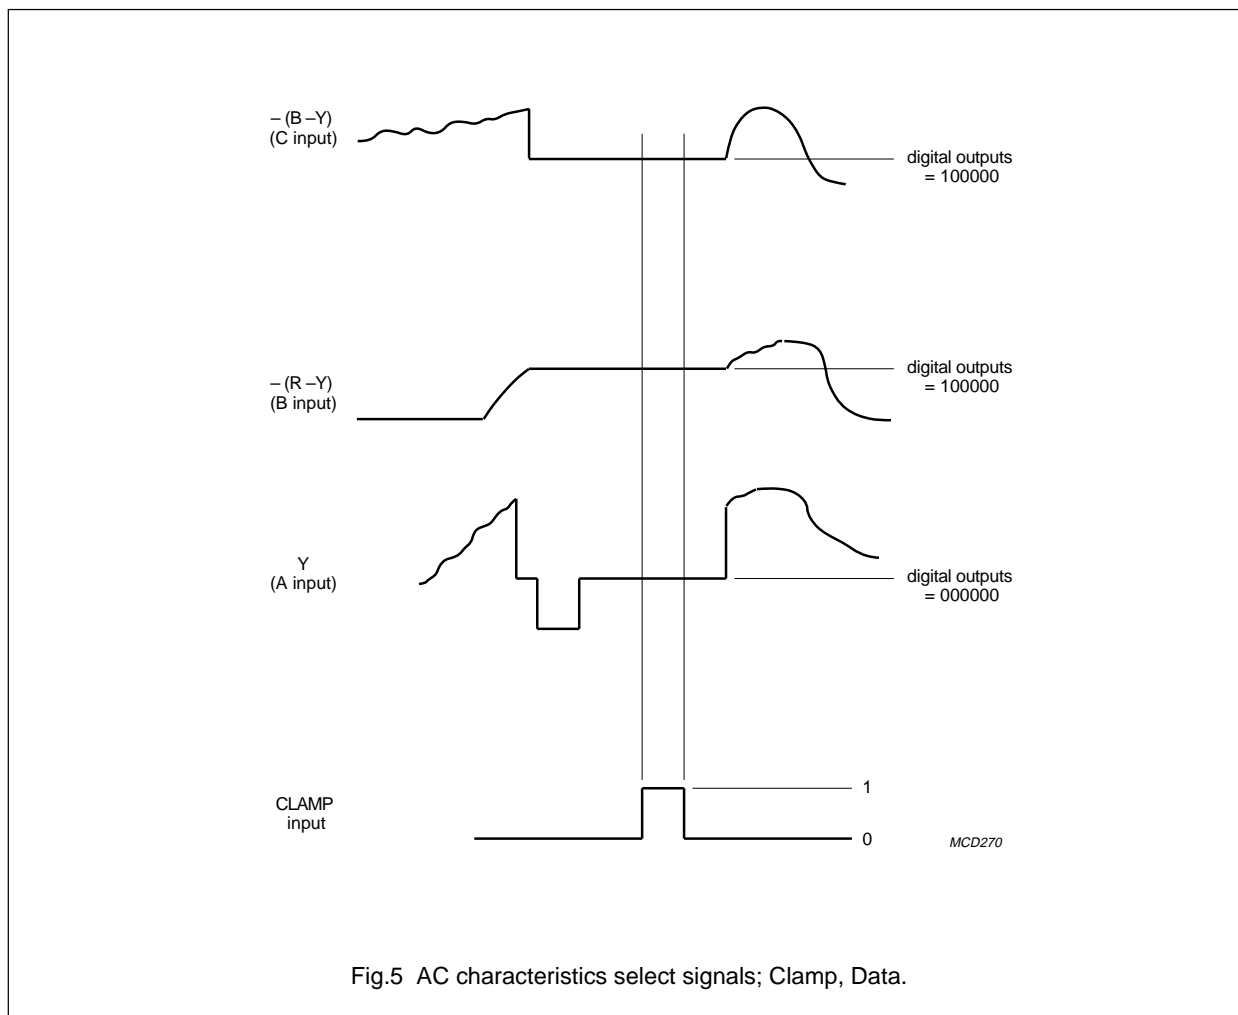 – (B –Y)
(C input)
digital outputs
= 100000
– (R –Y)
(B input)
digital outputs
= 100000
Y
(A input)
digital outputs
= 000000
CLAMP
input
1
0
MCD270
Fig.5 AC characteristics select signals; Clamp, Data.